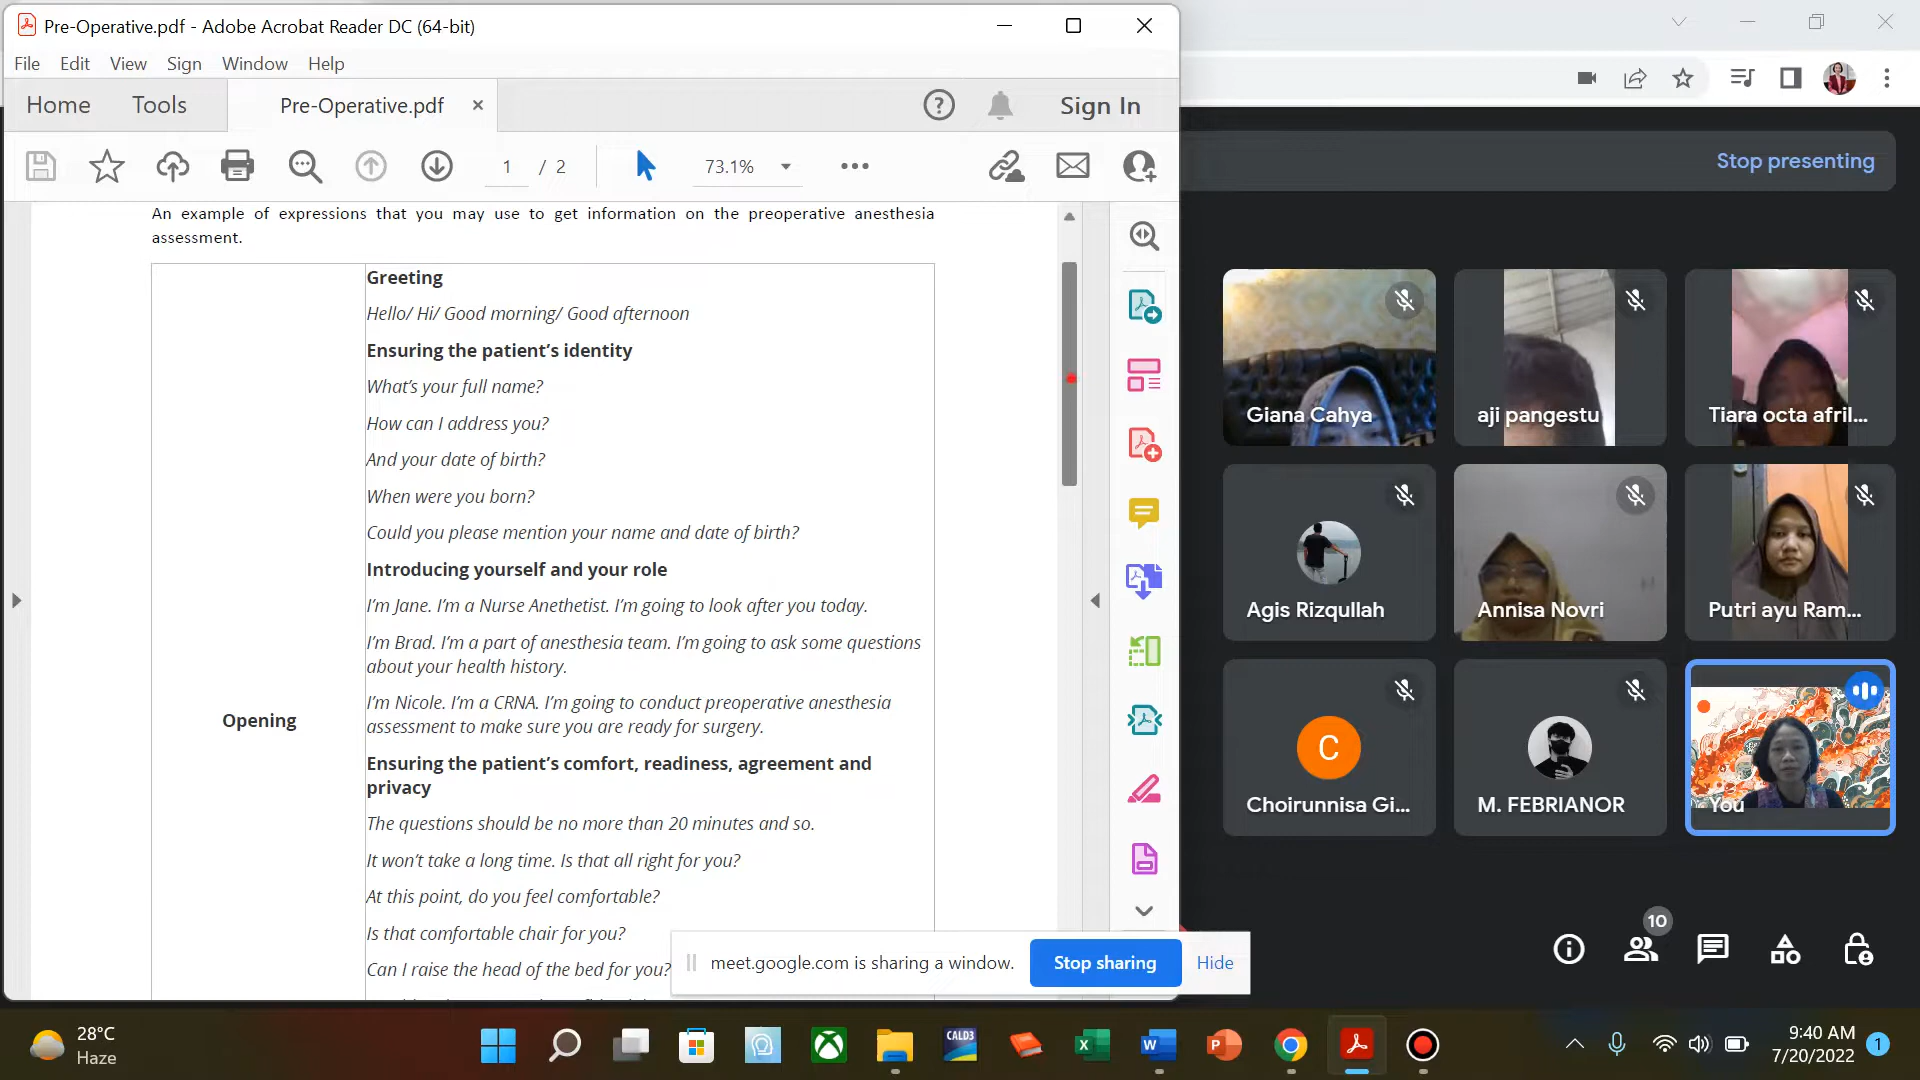 Pre-Operative.pdf - Adobe Acrobat Reader DC (64-bit)
File Edit View Sign Window Help
Home Tools Pre-Operative.pdf × Sign In
1 / 2 73.1%
An example of expressions that you may use to get information on the preoperative anesthesia
assessment.
Greeting
Hello/ Hi/ Good morning/ Good afternoon
Ensuring the patient's identity
What's your full name?
How can I address you?
And your date of birth?
When were you born?
Could you please mention your name and date of birth?
Introducing yourself and your role
I'm Jane. I'm a Nurse Anethetist. I'm going to look after you today.
I'm Brad. I'm a part of anesthesia team. I'm going to ask some questions
about your health history.
I'm Nicole. I'm a CRNA. I'm going to conduct preoperative anesthesia
assessment to make sure you are ready for surgery.
Opening
Ensuring the patient's comfort, readiness, agreement and
privacy
The questions should be no more than 20 minutes and so.
It won't take a long time. Is that all right for you?
At this point, do you feel comfortable?
Is that comfortable chair for you?
Can I raise the head of the bed for you?
meet.google.com is sharing a window. Stop sharing Hide
Stop presenting
Giana Cahya
aji pangestu
Tiara octa afril...
Agis Rizqullah
Annisa Novri
Putri ayu Ram...
C
Choirunnisa Gi...
M. FEBRIANOR
You
10
28°C
Haze
CALD3
9:40 AM
7/20/2022
1